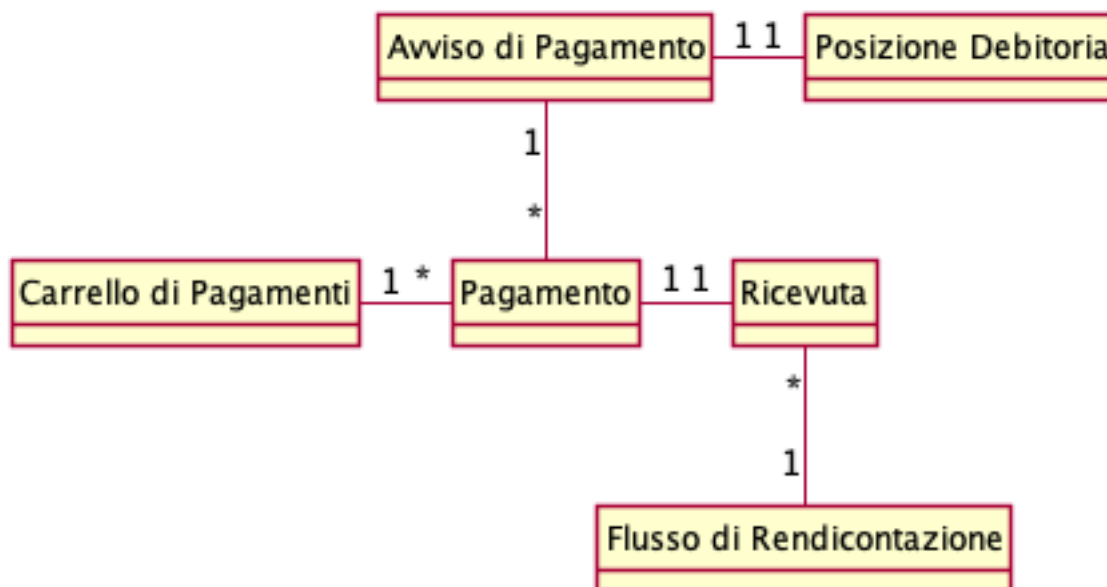 Avviso di Pagamento
1 1
Posizione Debitoria
1
*
Carrello di Pagamenti
1 *
Pagamento
1 1
Ricevuta
*
1
Flusso di Rendicontazione